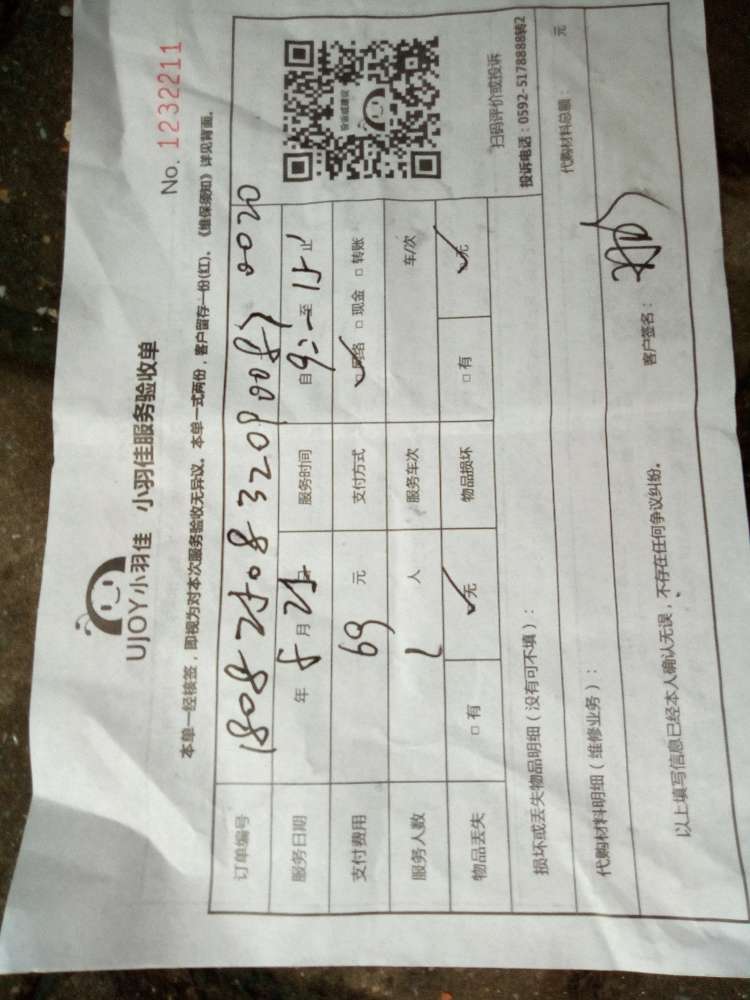 UJOY小羽佳 小羽佳服务验收单
No. 1232211
本单一经核签，即视为对本次服务验收无异议。本单一式两份，客户留存一份(红)，《维保须知》详见背面。
订单编号
服务日期 年 月 日 服务时间 自 9: 至 15 止
支付费用 69 元 支付方式 □网络 □现金 □转账
服务人数 人 服务车次 车/次
物品丢失 □有 无 物品损坏 □有 无
投诉或建议
扫码评价或投诉
投诉电话：0592-5178888转2
损坏或丢失物品明细（没有可不填）：
代购材料明细（维修业务）： 代购材料总额： 元
以上填写信息已经本人确认无误，不存在任何争议纠纷。 客户签名：